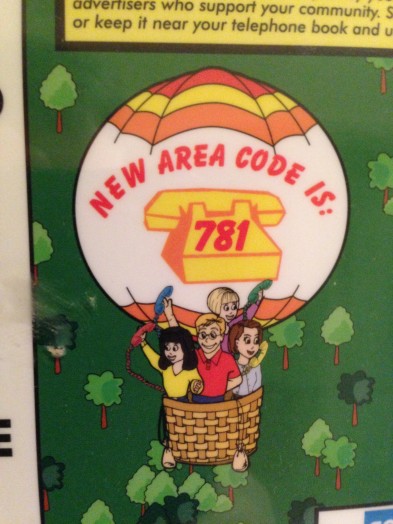 advertisers who support your community. S
or keep it near your telephone book and u
NEW AREA CODE IS:
781